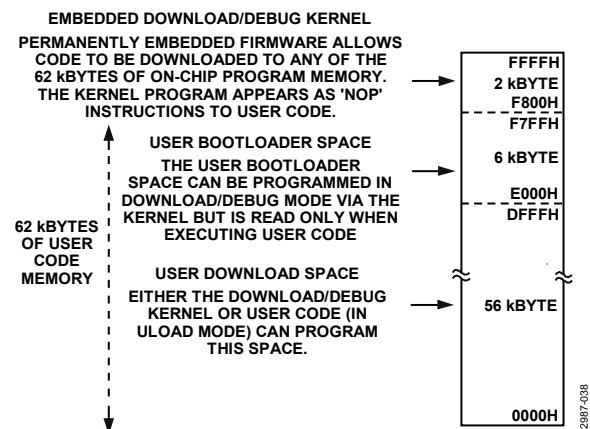 EMBEDDED DOWNLOAD/DEBUG KERNEL
PERMANENTLY EMBEDDED FIRMWARE ALLOWS
CODE TO BE DOWNLOADED TO ANY OF THE
62 kBYTES OF ON-CHIP PROGRAM MEMORY.
THE KERNEL PROGRAM APPEARS AS 'NOP'
INSTRUCTIONS TO USER CODE.
FFFFH
2 kBYTE
F800H
F7FFH
USER BOOTLOADER SPACE
THE USER BOOTLOADER
SPACE CAN BE PROGRAMMED IN
DOWNLOAD/DEBUG MODE VIA THE
KERNEL BUT IS READ ONLY WHEN
EXECUTING USER CODE
6 kBYTE
E000H
DFFFH
62 kBYTES
OF USER
CODE
MEMORY
USER DOWNLOAD SPACE
EITHER THE DOWNLOAD/DEBUG
KERNEL OR USER CODE (IN
ULOAD MODE) CAN PROGRAM
THIS SPACE.
56 kBYTE
0000H
2987-038